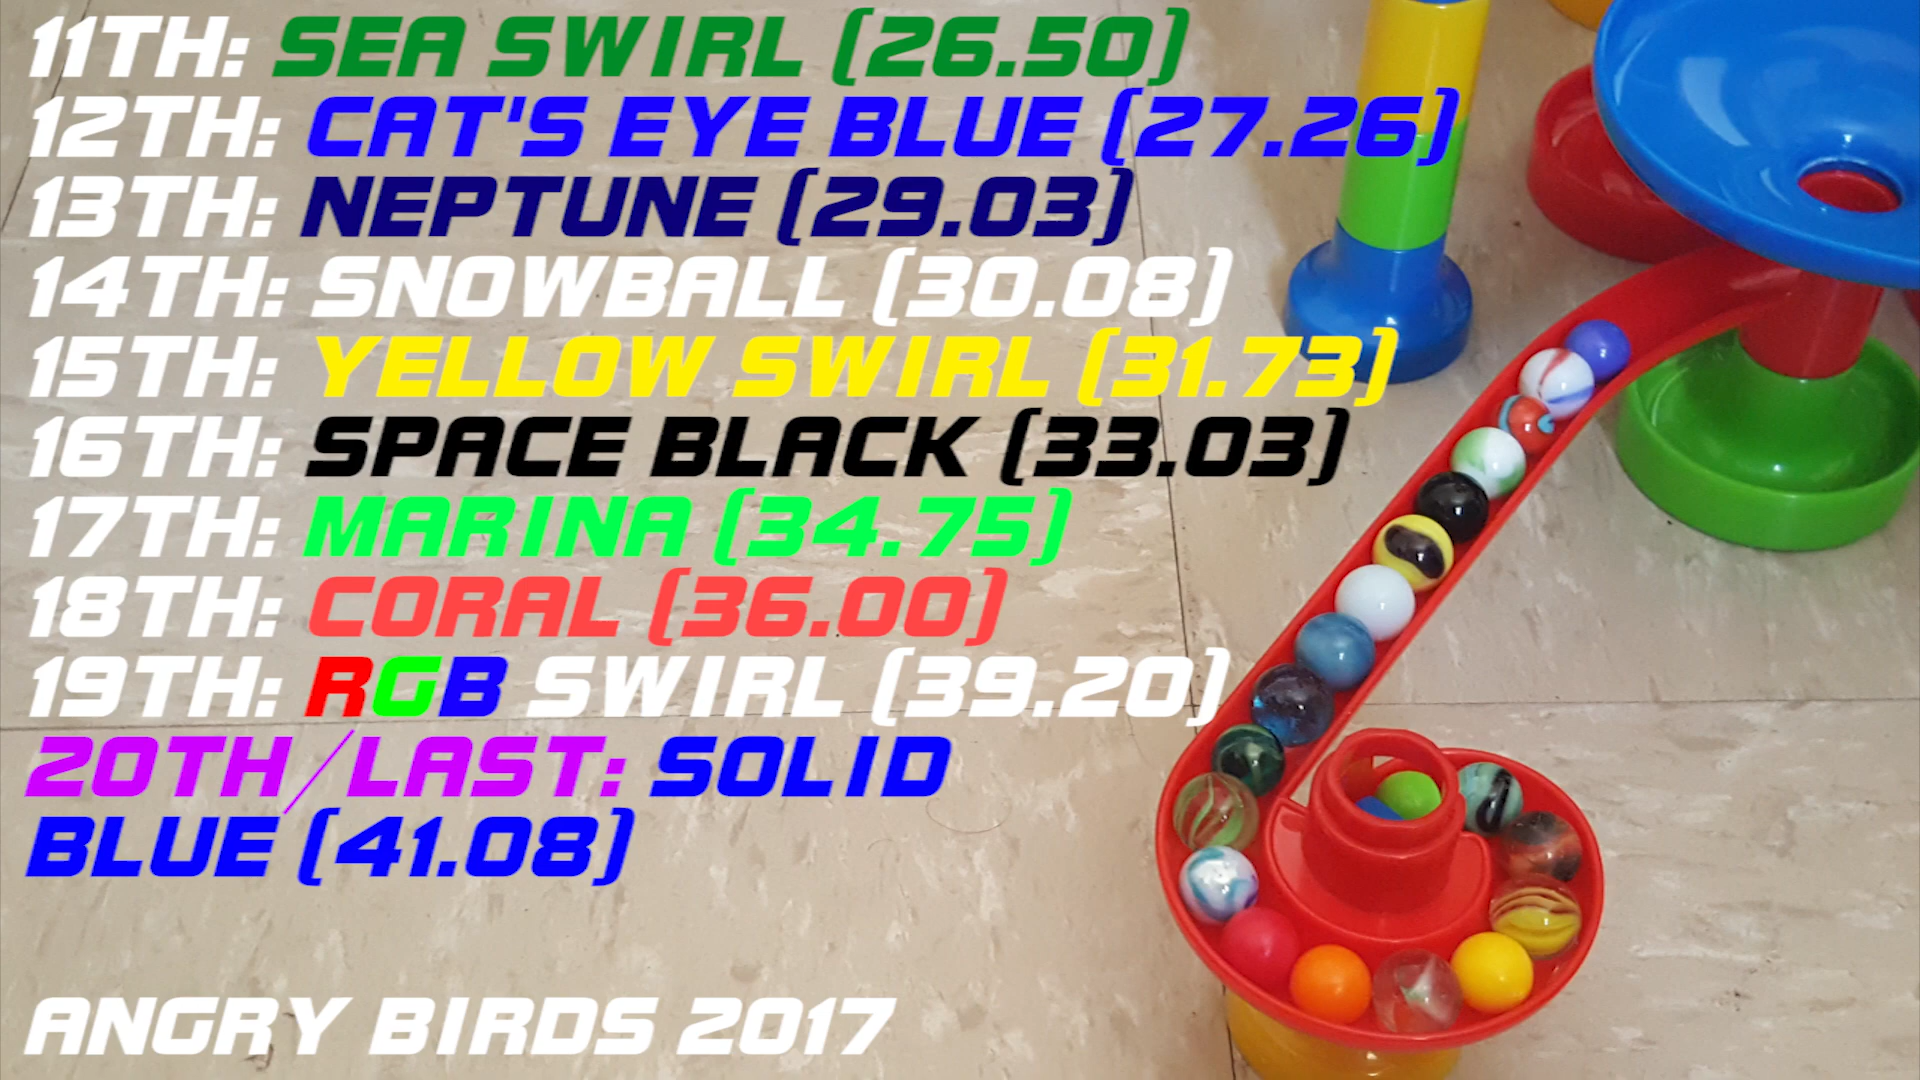 11TH: SEA SWIRL (26.50)
12TH: CAT'S EYE BLUE (27.26)
13TH: NEPTUNE (29.03)
14TH: SNOWBALL (30.08)
15TH: YELLOW SWIRL (31.73)
16TH: SPACE BLACK (33.03)
17TH: MARINA (34.75)
18TH: CORAL (36.00)
19TH: RGB SWIRL (39.20)
20TH/LAST: SOLID
BLUE (41.08)
ANGRY BIRDS 2017